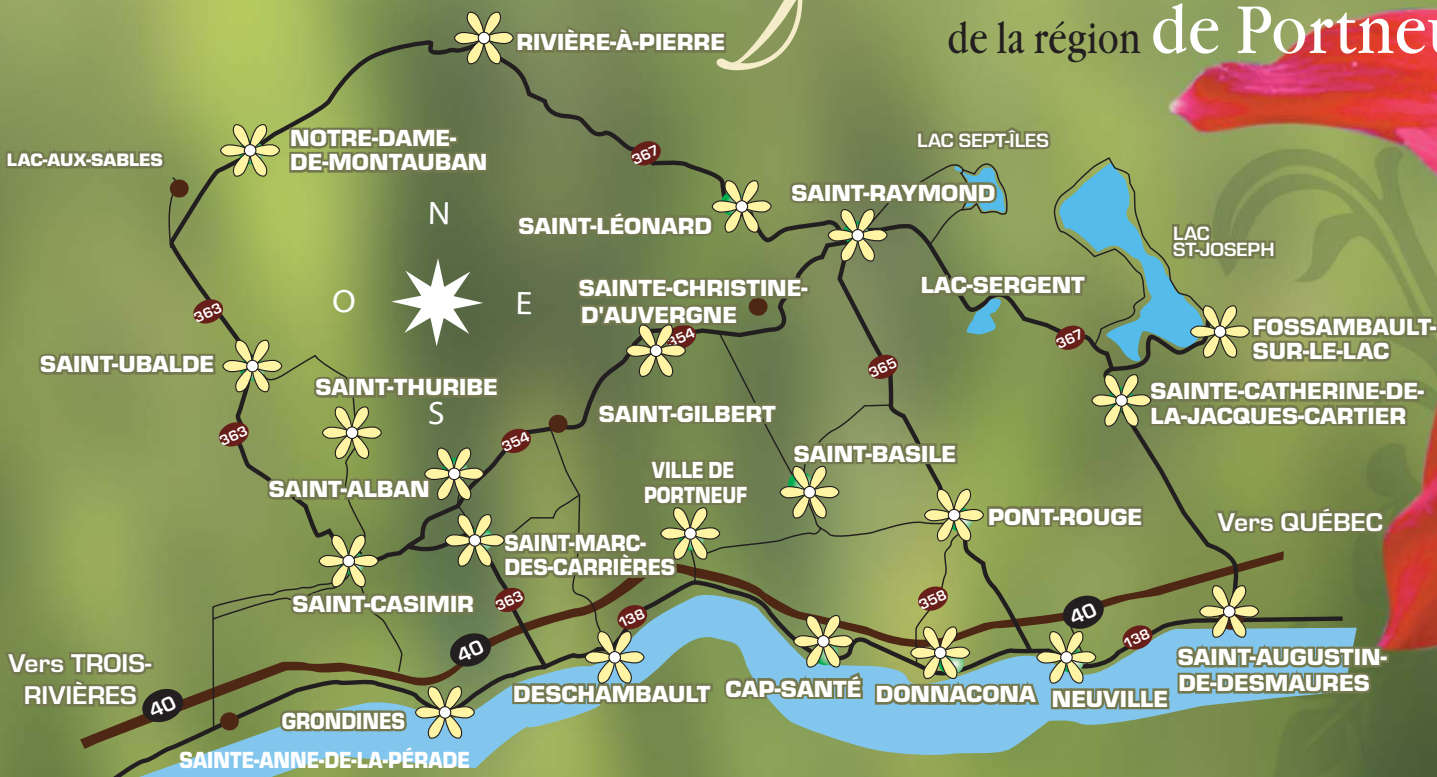 de la région de Portneu
RIVIÈRE-À-PIERRE
NOTRE-DAME-
DE-MONTAUBAN
LAC-AUX-SABLES
367
LAC SEPT-ÎLES
SAINT-RAYMOND
SAINT-LÉONARD
N
O
E
S
LAC
ST-JOSEPH
363
SAINTE-CHRISTINE-
D'AUVERGNE
354
LAC-SERGENT
367
FOSSAMBAULT-
SUR-LE-LAC
SAINT-UBALDE
365
SAINT-THURIBE
SAINTE-CATHERINE-DE-
LA-JACQUES-CARTIER
363
354
SAINT-GILBERT
SAINT-BASILE
SAINT-ALBAN
VILLE DE
PORTNEUF
PONT-ROUGE
Vers QUÉBEC
SAINT-MARC-
DES-CARRIÈRES
SAINT-CASIMIR
363
138
358
40
40
138
Vers TROIS-
RIVIÈRES
40
DESCHAMBAULT
CAP-SANTÉ
DONNACONA
NEUVILLE
SAINT-AUGUSTIN-
DE-DESMAURES
GRONDINES
SAINTE-ANNE-DE-LA-PÉRADE